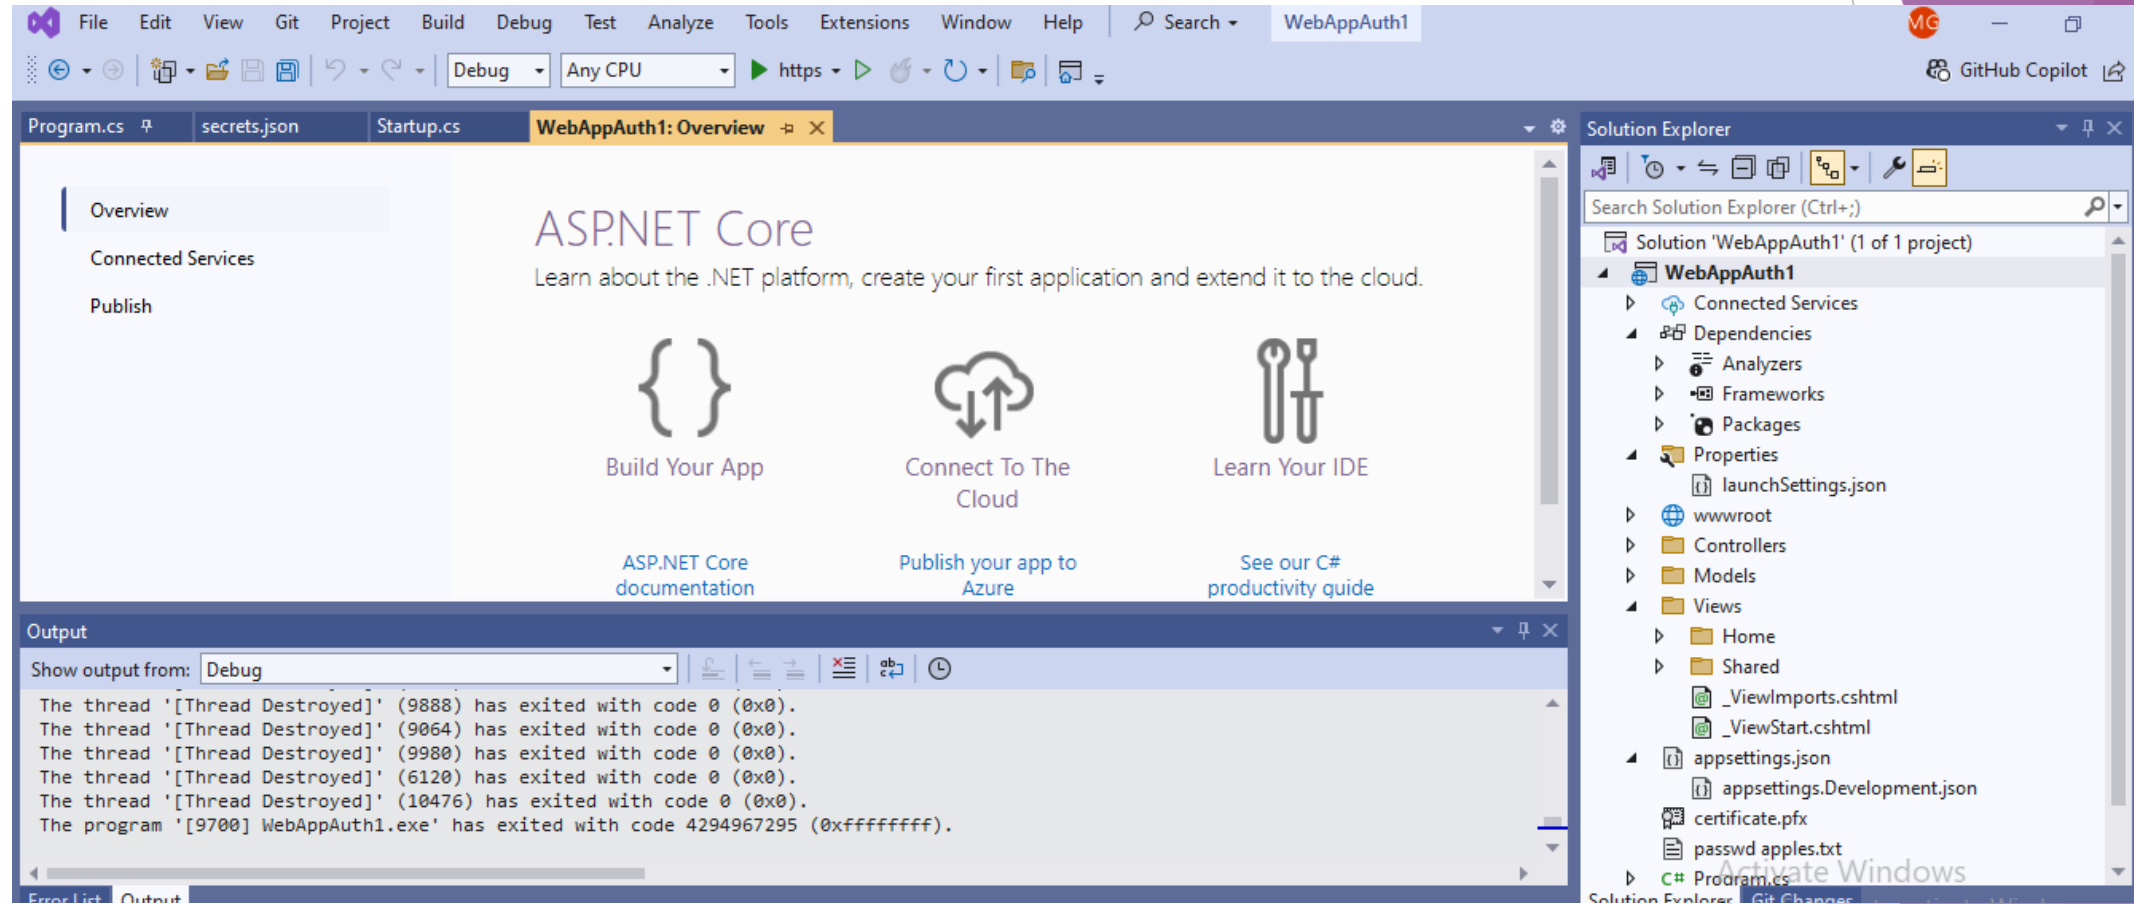 File Edit View Git Project Build Debug Test Analyze Tools Extensions Window Help Search WebAppAuth1 MG
Debug Any CPU https GitHub Copilot
Program.cs secrets.json Startup.cs WebAppAuth1: Overview
Overview
Connected Services
Publish
ASP.NET Core
Learn about the .NET platform, create your first application and extend it to the cloud.
Build Your App
Connect To The
Cloud
Learn Your IDE
ASP.NET Core
documentation
Publish your app to
Azure
See our C#
productivity guide
Output
Show output from: Debug
The thread '[Thread Destroyed]' (9888) has exited with code 0 (0x0).
The thread '[Thread Destroyed]' (9064) has exited with code 0 (0x0).
The thread '[Thread Destroyed]' (9980) has exited with code 0 (0x0).
The thread '[Thread Destroyed]' (6120) has exited with code 0 (0x0).
The thread '[Thread Destroyed]' (10476) has exited with code 0 (0x0).
The program '[9700] WebAppAuth1.exe' has exited with code 4294967295 (0xffffffff).
Error List Output
Solution Explorer
Search Solution Explorer (Ctrl+;)
Solution 'WebAppAuth1' (1 of 1 project)
WebAppAuth1
Connected Services
Dependencies
Analyzers
Frameworks
Packages
Properties
launchSettings.json
wwwroot
Controllers
Models
Views
Home
Shared
_ViewImports.cshtml
_ViewStart.cshtml
appsettings.json
appsettings.Development.json
certificate.pfx
passwd apples.txt
C# Program.cs
Activate Windows
Solution Explorer Git Changes